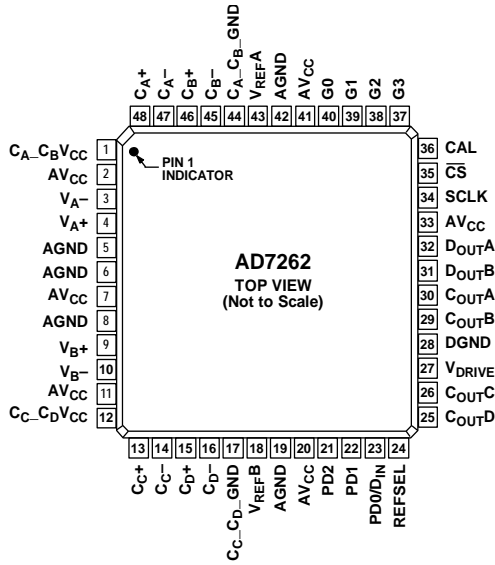 C_A+
C_A−
C_B+
C_B−
C_A_C_B_GND
V_REFA
AGND
AV_CC
G0
G1
G2
G3
48 47 46 45 44 43 42 41 40 39 38 37
C_A_C_BV_CC 1
AV_CC 2
V_A− 3
V_A+ 4
AGND 5
AGND 6
AV_CC 7
AGND 8
V_B+ 9
V_B− 10
AV_CC 11
C_C_C_DV_CC 12
PIN 1
INDICATOR
AD7262
TOP VIEW
(Not to Scale)
36 CAL
35 C̅S̅
34 SCLK
33 AV_CC
32 D_OUTA
31 D_OUTB
30 C_OUTA
29 C_OUTB
28 DGND
27 V_DRIVE
26 C_OUTC
25 C_OUTD
13 14 15 16 17 18 19 20 21 22 23 24
C_C+
C_C−
C_D+
C_D−
C_C_C_D_GND
V_REFB
AGND
AV_CC
PD2
PD1
PD0/D_IN
REFSEL